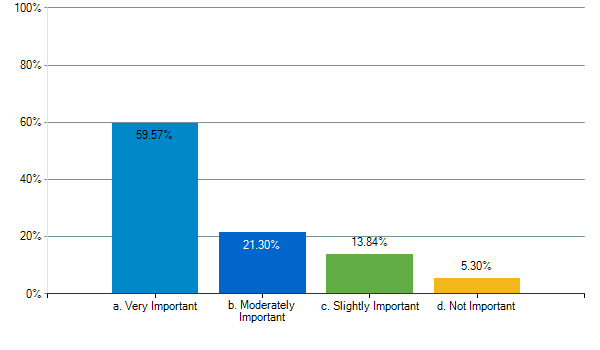 100%
80%
60%
40%
20%
0%
59.57%
21.30%
13.84%
5.30%
a. Very Important
b. Moderately
Important
c. Slightly Important
d. Not Important